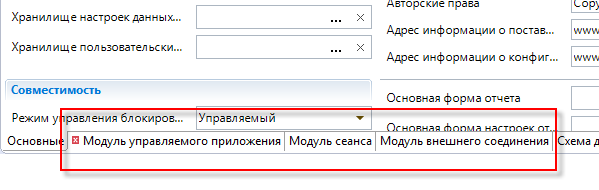 Хранилище настроек данных...
...
×
Хранилище пользовательски...
...
×
Совместимость
Режим управления блокиров...
Управляемый
Авторские права
Copy
Адрес информации о постав...
www
Адрес информации о конфиг...
www
Основная форма отчета
Основная форма настроек от...
Основные
Модуль управляемого приложения
Модуль сеанса
Модуль внешнего соединения
Схема д